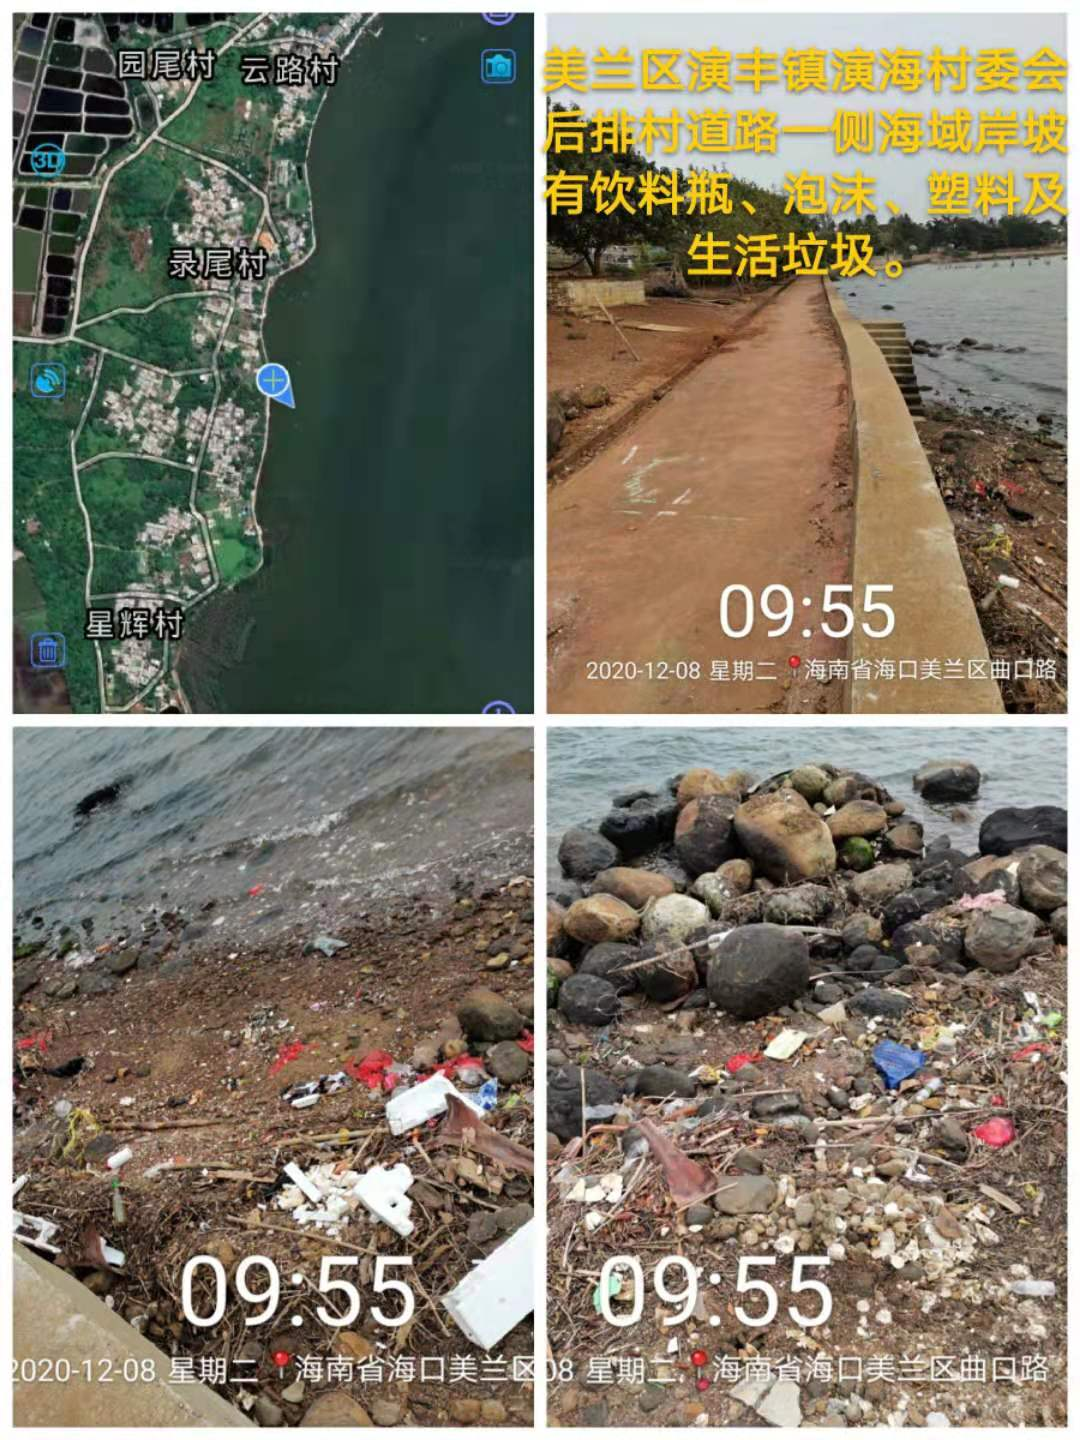 园尾村
云路村
3D
录尾村
星辉村
美兰区演丰镇演海村委会
后排村道路一侧海域岸坡
有饮料瓶、泡沫、塑料及
生活垃圾。
09:55
2020-12-08 星期二 海南省海口美兰区曲口路
09:55
2020-12-08 星期二 海南省海口美兰区
09:55
08 星期二 海南省海口美兰区曲口路